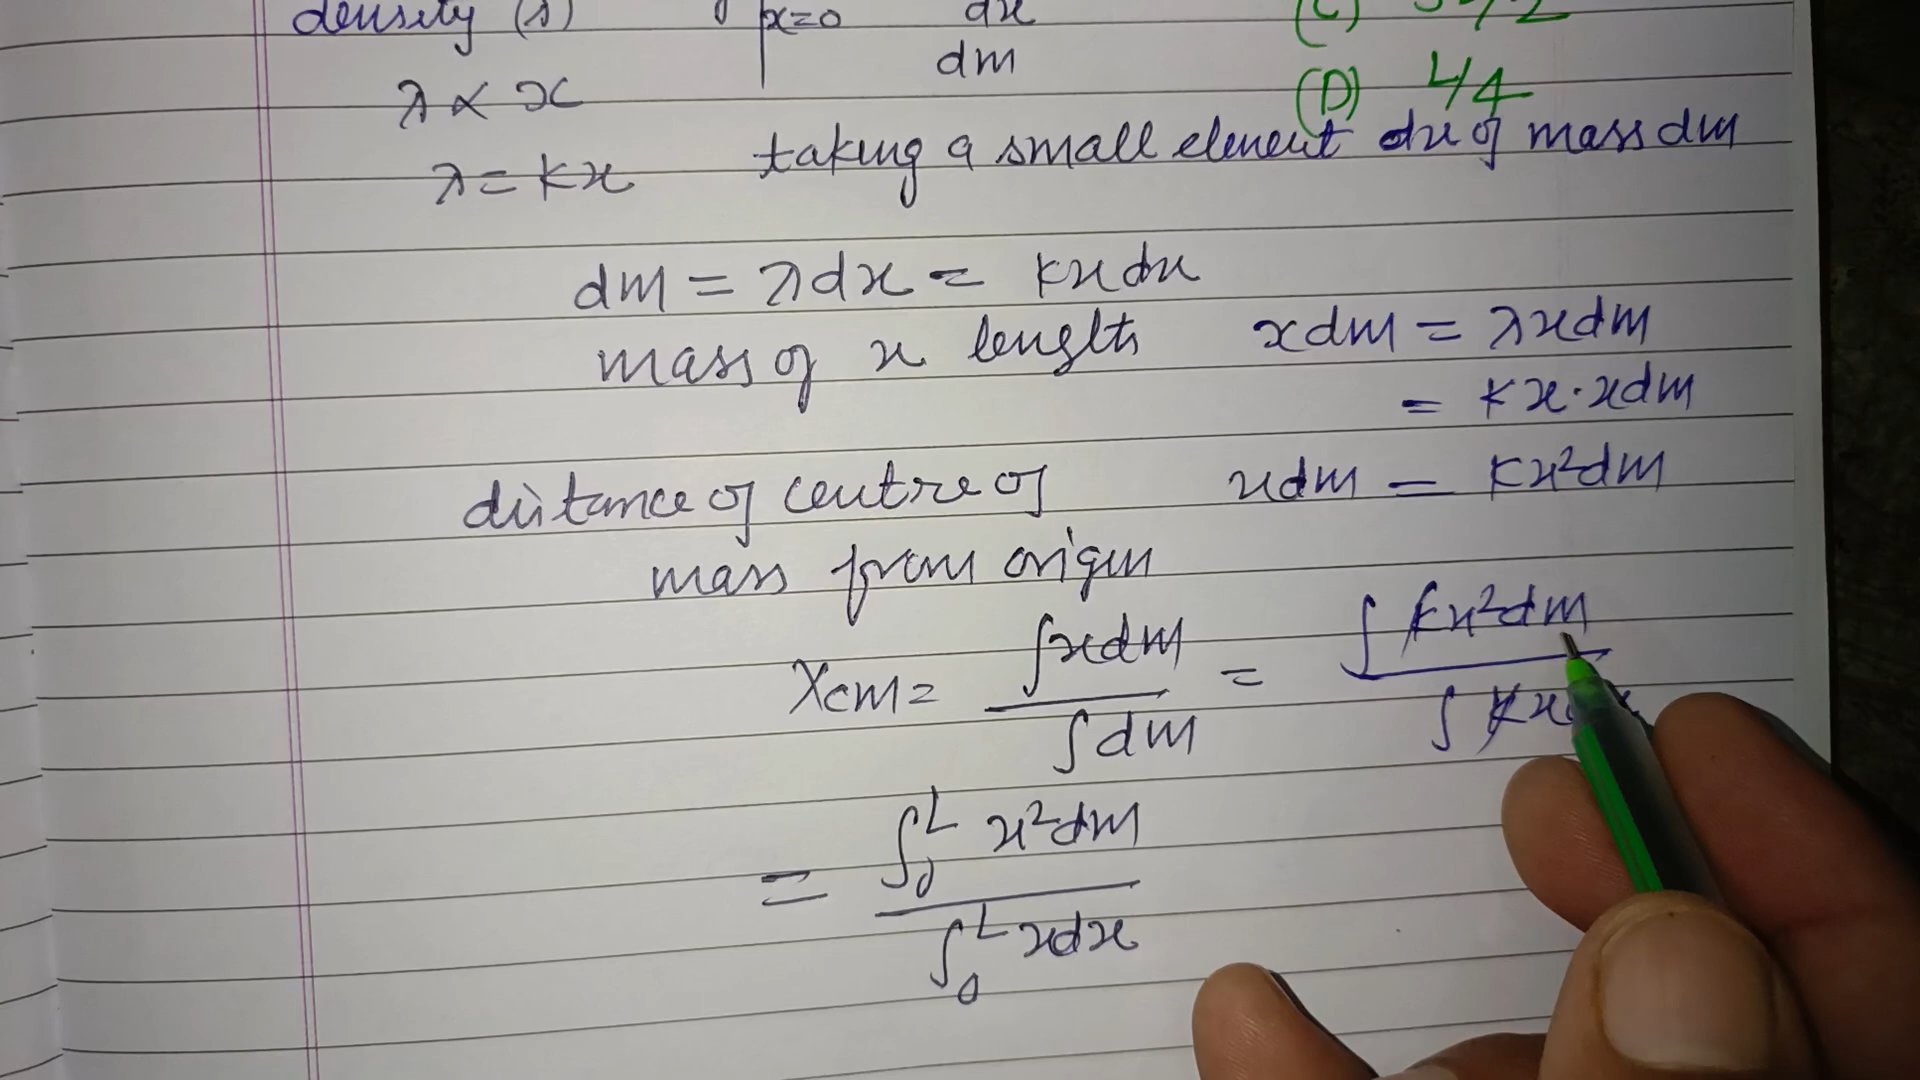 density (λ) x=0 dx (C)
dm
λ ∝ x (D) L/4
λ = kx taking a small element dx of mass dm
dm = λdx = kxdx
mass of x length xdm = λxdm
= kx·xdm
distance of centre of xdm = kx²dm
mass from origin
Xcm = ∫xdm / ∫dm = ∫kx²dm / ∫kx
= ∫₀ᴸ x²dm / ∫₀ᴸ xdx